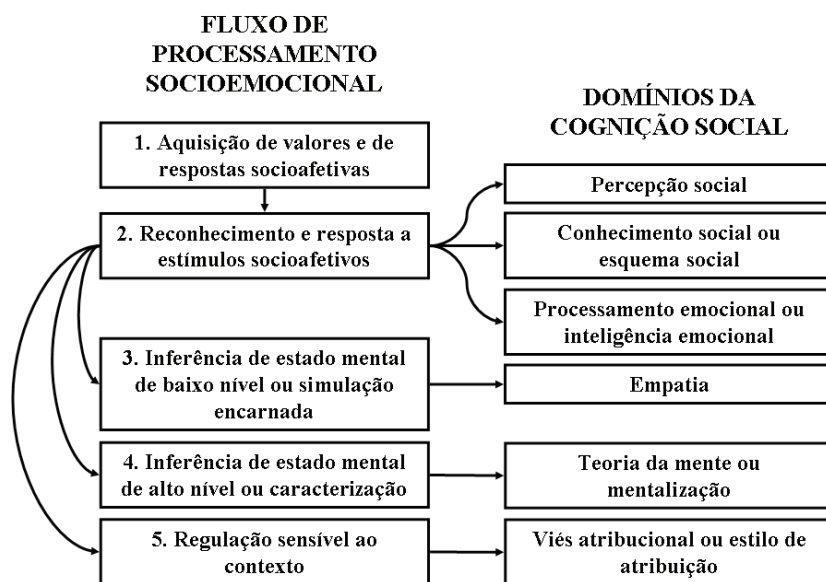 FLUXO DE
PROCESSAMENTO
SOCIOEMOCIONAL
1. Aquisição de valores e de
respostas socioafetivas
2. Reconhecimento e resposta a
estímulos socioafetivos
3. Inferência de estado mental
de baixo nível ou simulação
encarnada
4. Inferência de estado mental
de alto nível ou caracterização
5. Regulação sensível ao
contexto
DOMÍNIOS DA
COGNIÇÃO SOCIAL
Percepção social
Conhecimento social ou
esquema social
Processamento emocional ou
inteligência emocional
Empatia
Teoria da mente ou
mentalização
Viés atribucional ou estilo de
atribuição